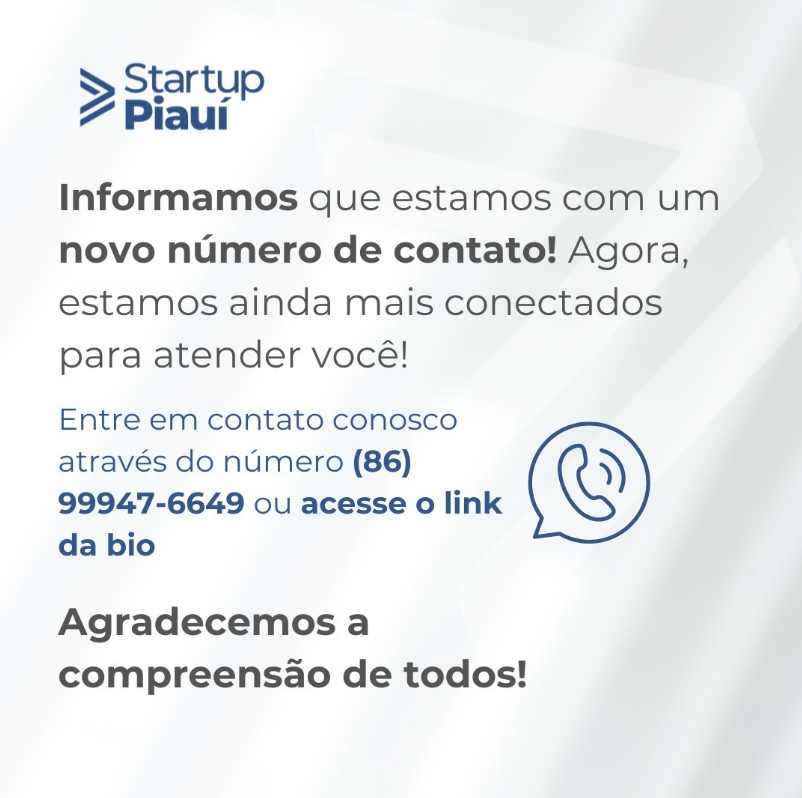 Startup
Piauí
Informamos que estamos com um
novo número de contato! Agora,
estamos ainda mais conectados
para atender você!
Entre em contato conosco
através do número (86)
99947-6649 ou acesse o link
da bio
Agradecemos a
compreensão de todos!